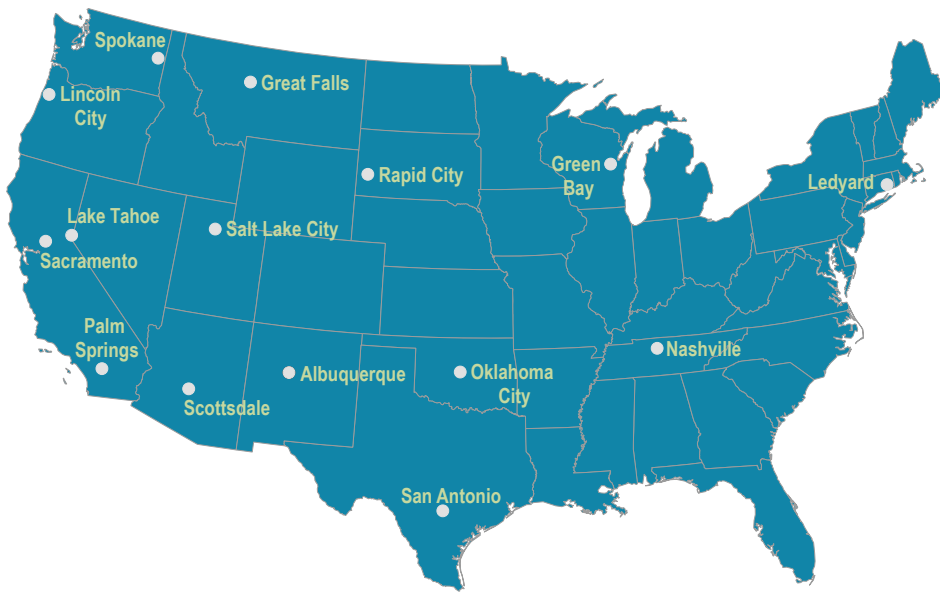 Spokane
Great Falls
Lincoln
City
Green
Bay
Rapid City
Ledyard
Lake Tahoe
Salt Lake City
Sacramento
Palm
Springs
Nashville
Albuquerque
Oklahoma
City
Scottsdale
San Antonio